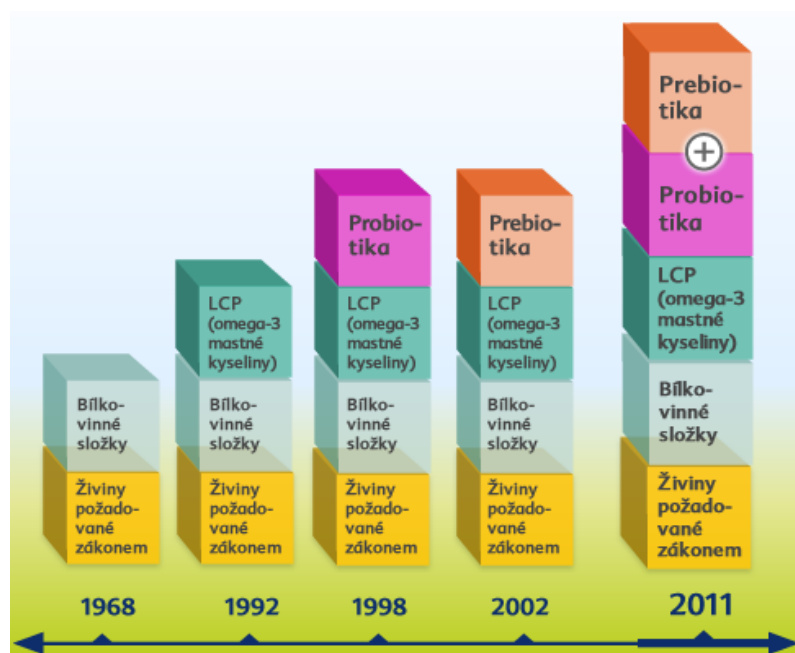 Bílko-
vinné
složky
Živiny
požado-
vané
zákonem
1968
LCP
(omega-3
mastné
kyseliny)
Bílko-
vinné
složky
Živiny
požado-
vané
zákonem
1992
Probio-
tika
LCP
(omega-3
mastné
kyseliny)
Bílko-
vinné
složky
Živiny
požado-
vané
zákonem
1998
Prebio-
tika
LCP
(omega-3
mastné
kyseliny)
Bílko-
vinné
složky
Živiny
požado-
vané
zákonem
2002
Prebio-
tika
+
Probio-
tika
LCP
(omega-3
mastné
kyseliny)
Bílko-
vinné
složky
Živiny
požado-
vané
zákonem
2011